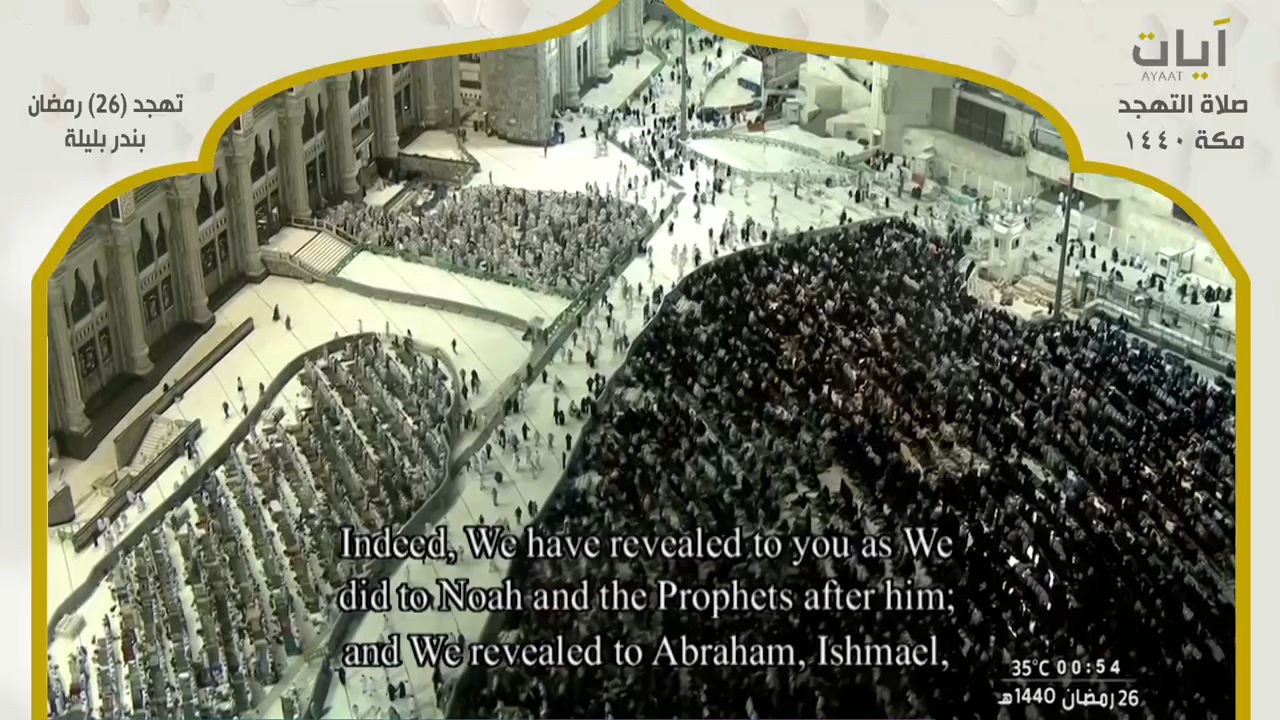 آيات
AYAAT
صلاة التهجد
مكة ١٤٤٠
تهجد (26) رمضان
بندر بليلة
Indeed, We have revealed to you as We
did to Noah and the Prophets after him;
and We revealed to Abraham, Ishmael,
35°C 00:54
26 رمضان 1440هـ